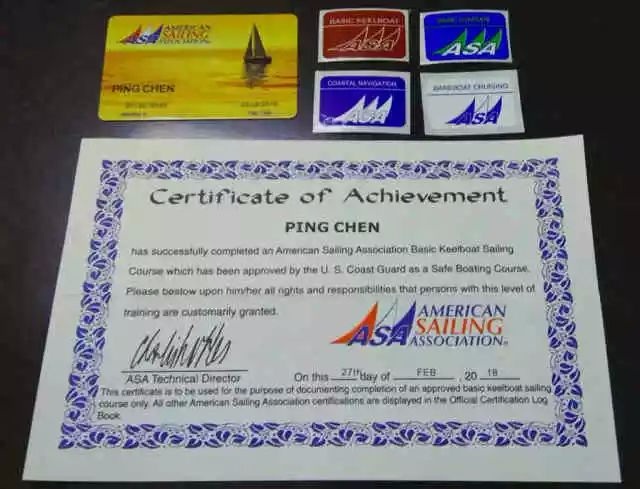 AMERICAN
SAILING
ASSOCIATION
ASA
PING CHEN
BASIC KEELBOAT
ASA
ASA
COASTAL NAVIGATION
ASA
BAREBOAT CRUISING
ASA
Certificate of Achievement
PING CHEN
has successfully completed an American Sailing Association Basic Keelboat Sailing
Course which has been approved by the U. S. Coast Guard as a Safe Boating Course.
Please bestow upon him/her all rights and responsibilities that persons with this level of
training are customarily granted.
ASA
AMERICAN
SAILING
ASSOCIATION®
ASA Technical Director
On this 27th day of FEB , 20 18
This certificate is to be used for the purpose of documenting completion of an approved basic keelboat sailing
course only. All other American Sailing Association certifications are displayed in the Official Certification Log
Book.